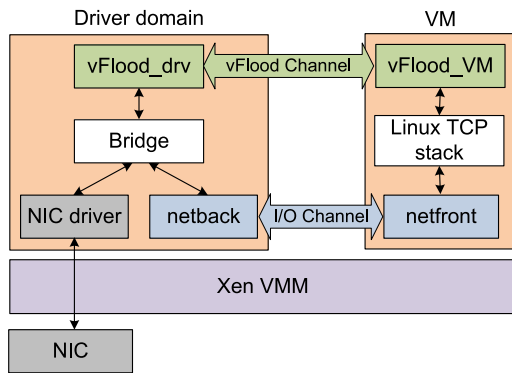 Driver domain
VM
vFlood_drv
vFlood Channel
vFlood_VM
Bridge
Linux TCP
stack
NIC driver
netback
I/O Channel
netfront
Xen VMM
NIC